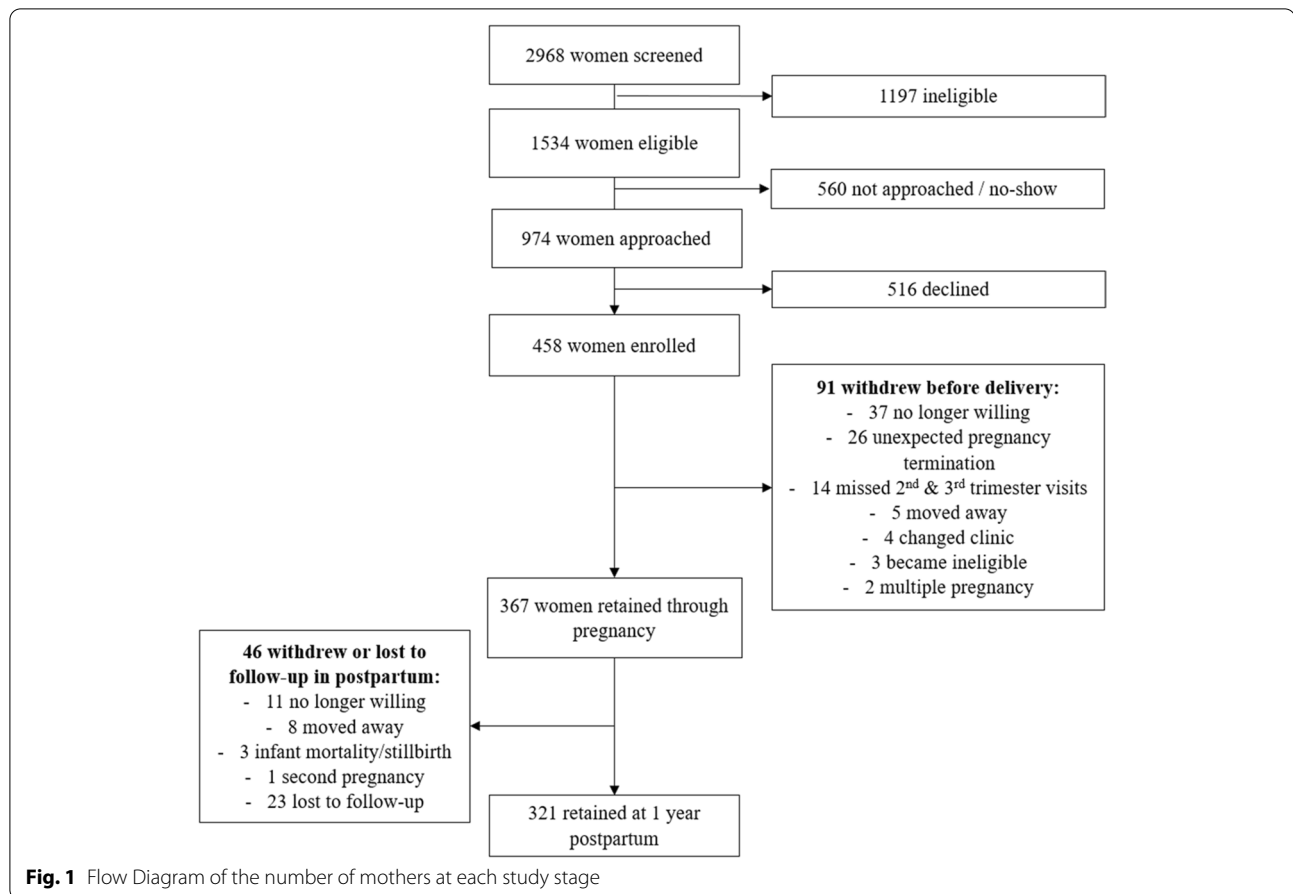 2968 women screened
1197 ineligible
1534 women eligible
560 not approached / no-show
974 women approached
516 declined
458 women enrolled
91 withdrew before delivery:
- 37 no longer willing
- 26 unexpected pregnancy
termination
- 14 missed 2nd & 3rd trimester visits
- 5 moved away
- 4 changed clinic
- 3 became ineligible
- 2 multiple pregnancy
367 women retained through
pregnancy
46 withdrew or lost to
follow-up in postpartum:
- 11 no longer willing
- 8 moved away
- 3 infant mortality/stillbirth
- 1 second pregnancy
- 23 lost to follow-up
321 retained at 1 year
postpartum
Fig. 1 Flow Diagram of the number of mothers at each study stage